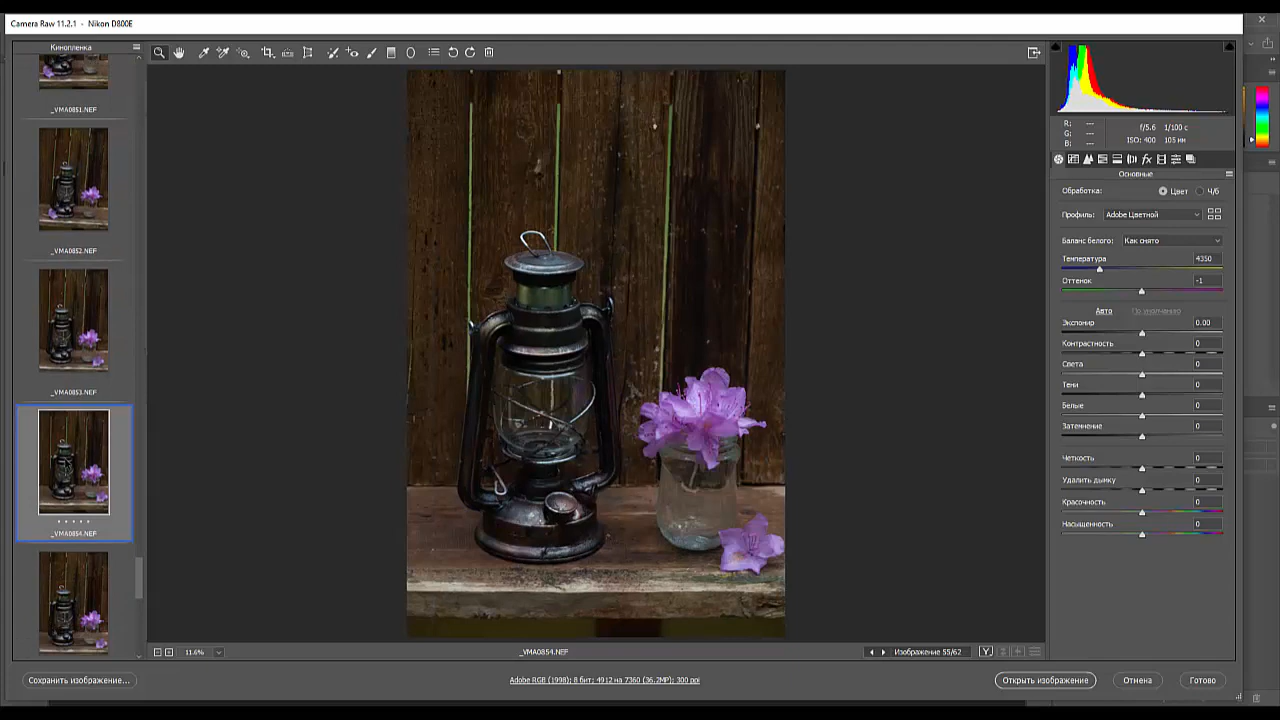 Camera Raw 11.2.1 - Nikon D800E
Кинопленка
_VMA0851.NEF
_VMA0852.NEF
_VMA0853.NEF
_VMA0854.NEF
R: ---
G: ---
B: ---
f/5.6 1/100 с
ISO: 400 105 мм
Основные
Обработка: Цвет Ч/б
Профиль: Adobe Цветной
Баланс белого: Как снято
Температура 4350
Оттенок -1
Авто По умолчанию
Экспонир 0.00
Контрастность 0
Света 0
Тени 0
Белые 0
Затемнение 0
Четкость 0
Удалить дымку 0
Красочность 0
Насыщенность 0
11.6%
_VMA0854.NEF
Изображение 55/62
Y
Сохранить изображение...
Adobe RGB (1998); 8 бит; 4912 на 7360 (36.2MP); 300 ppi
Открыть изображение
Отмена
Готово